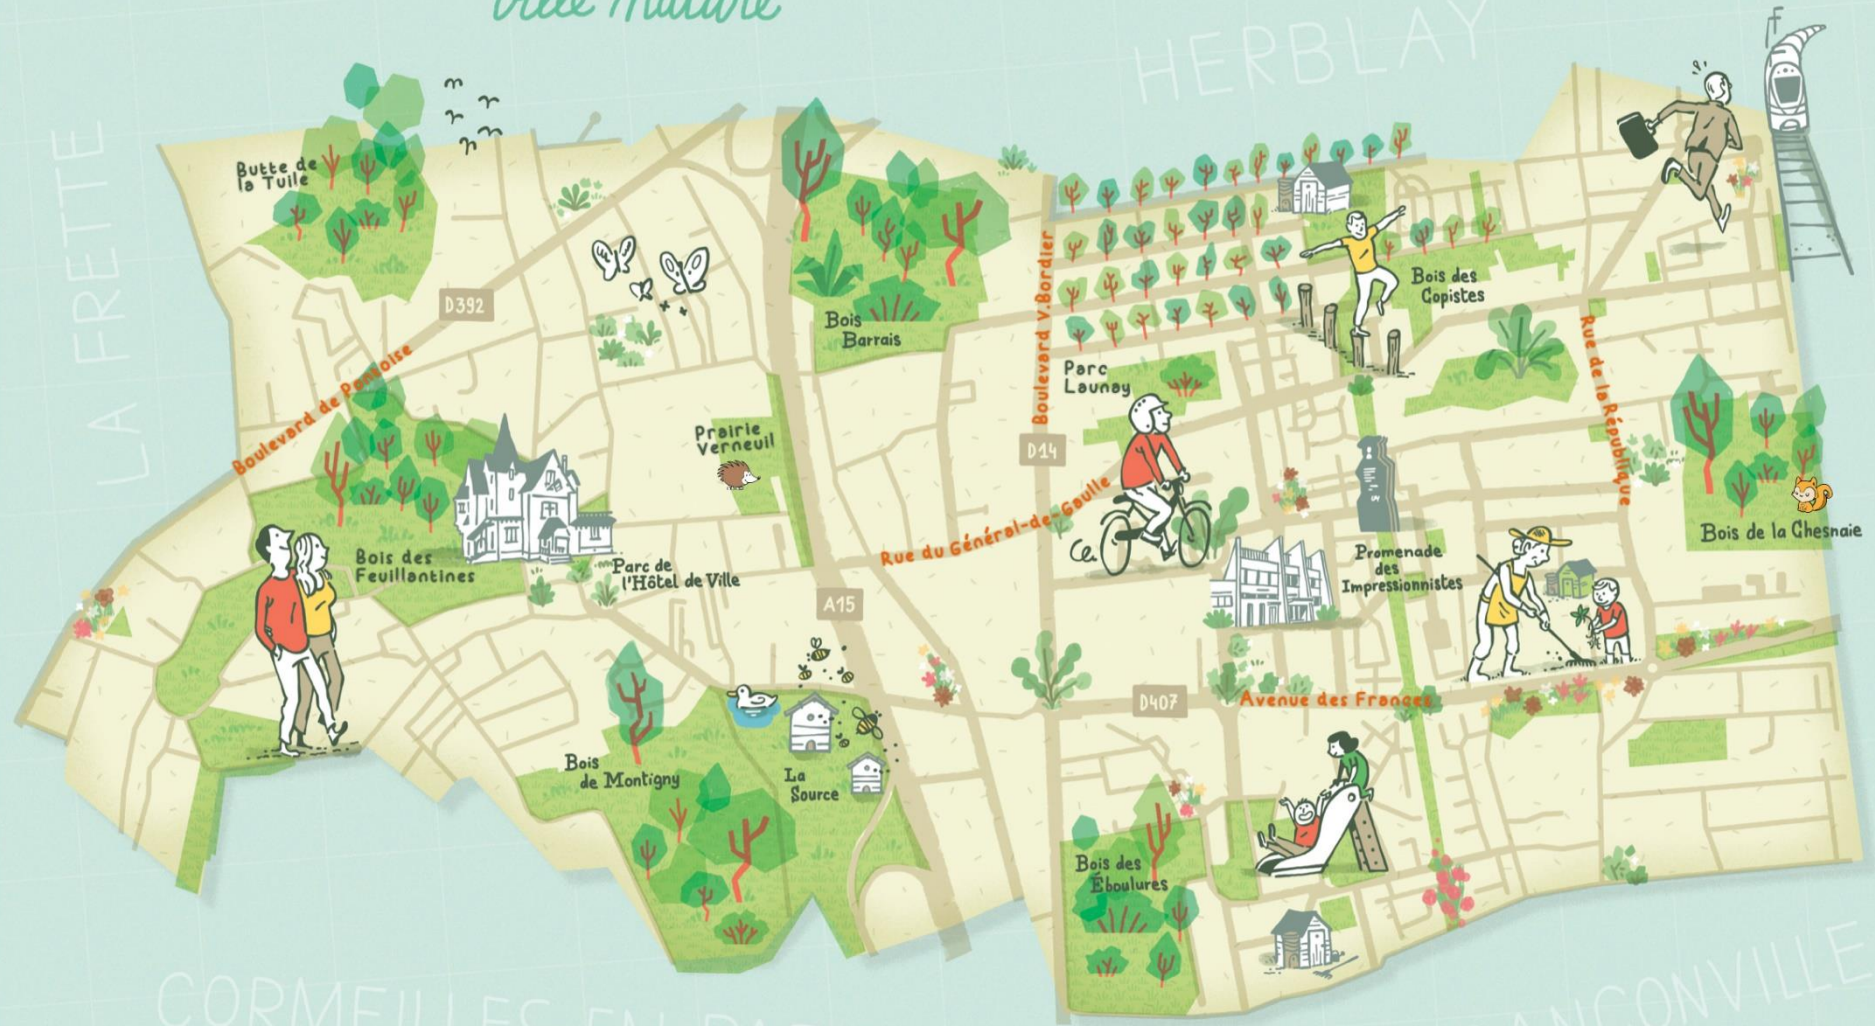 HERBLAY
LA FRETTE
Butte de
la Tuile
D392
Boulevard de Pontoise
Bois
Barrais
Boulevard V.Bordier
Bois des
Copistes
Rue de la République
Parc
Launay
Prairie
Verneuil
D14
Rue du Général-de-Gaulle
Bois de la Chesnaie
Bois des
Feuillantines
Parc de
l'Hôtel de Ville
Promenade
des
Impressionnistes
A15
D407
Avenue des Frances
Bois
de Montigny
La
Source
Bois des
Éboulures
CORMEILLES EN PAR
ANCONVILLE